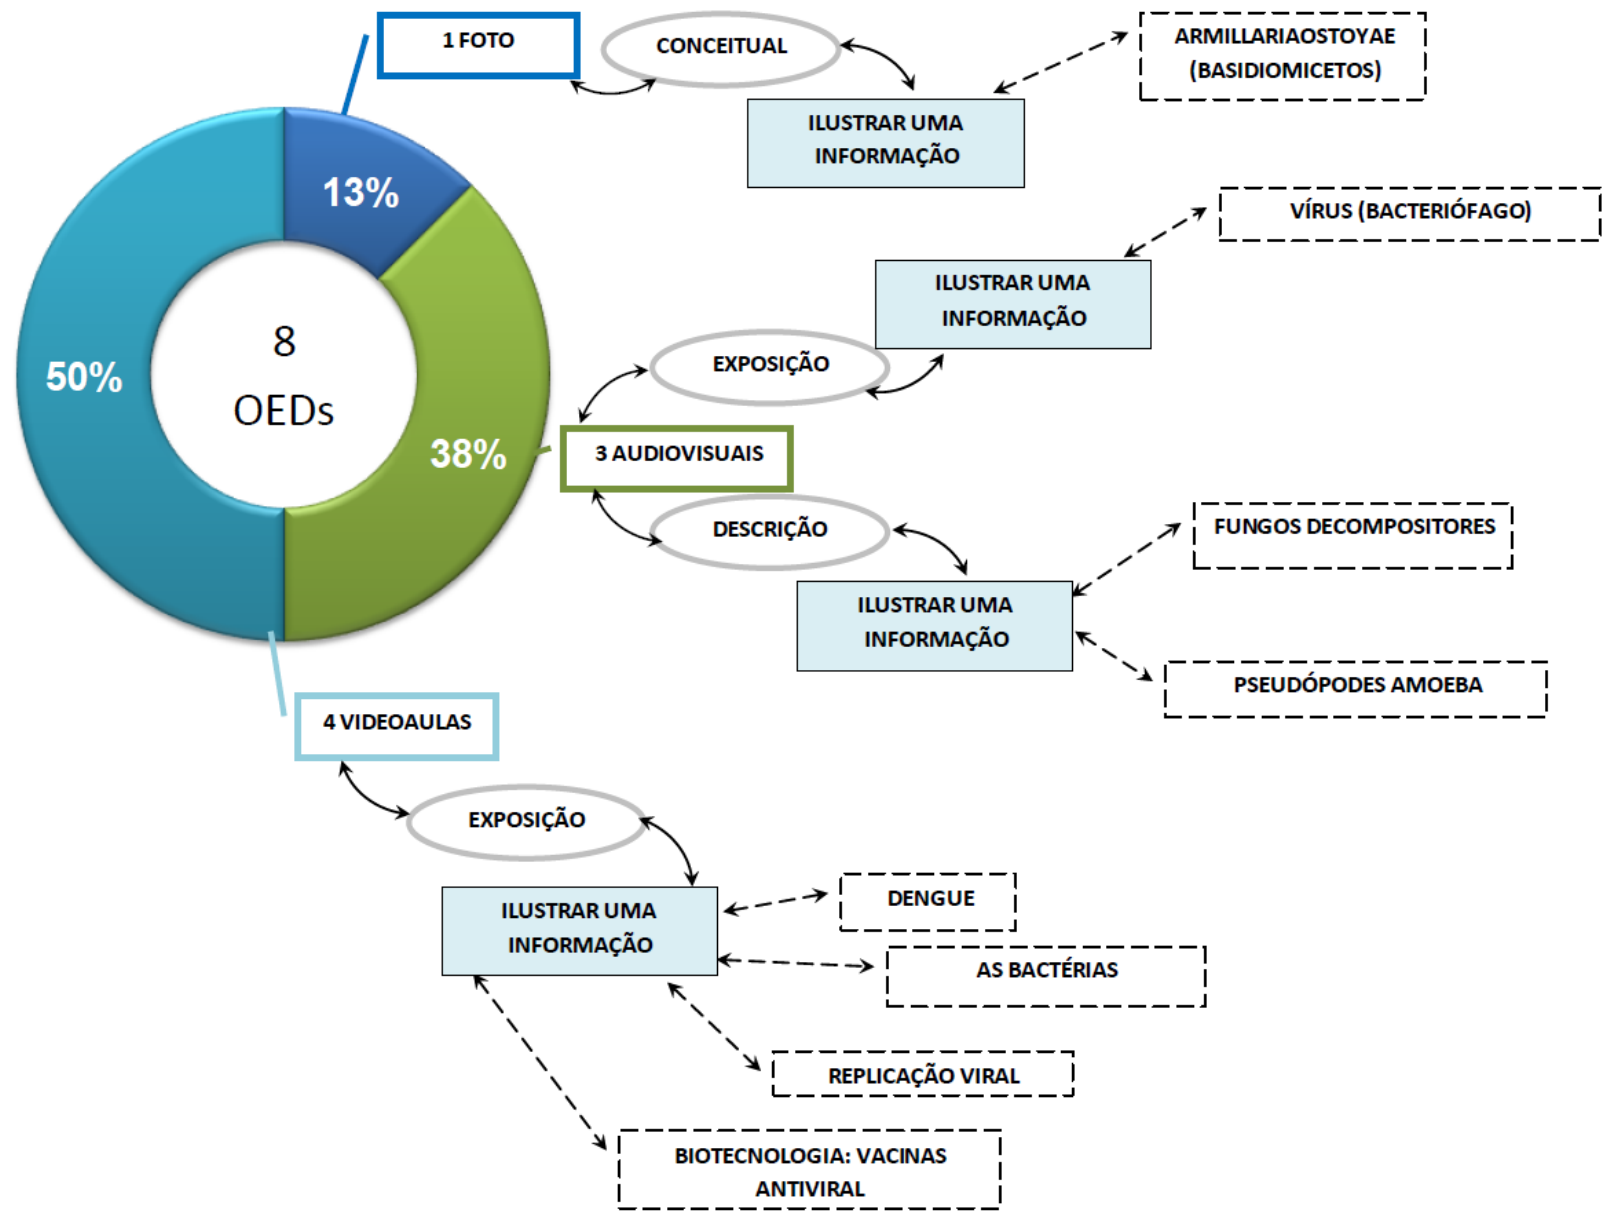 1 FOTO
CONCEITUAL
ARMILLARIAOSTOYAE
(BASIDIOMICETOS)
ILUSTRAR UMA
INFORMAÇÃO
13%
VÍRUS (BACTERIÓFAGO)
ILUSTRAR UMA
INFORMAÇÃO
EXPOSIÇÃO
8
OEDs
50%
38%
3 AUDIOVISUAIS
DESCRIÇÃO
FUNGOS DECOMPOSITORES
ILUSTRAR UMA
INFORMAÇÃO
PSEUDÓPODES AMOEBA
4 VIDEOAULAS
EXPOSIÇÃO
ILUSTRAR UMA
INFORMAÇÃO
DENGUE
AS BACTÉRIAS
REPLICAÇÃO VIRAL
BIOTECNOLOGIA: VACINAS
ANTIVIRAL